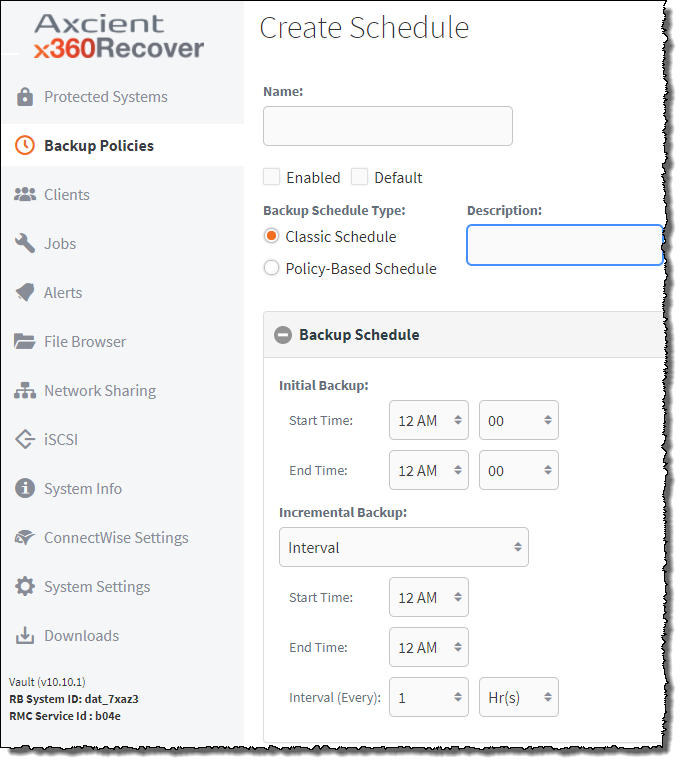 Axcient
x360Recover
Protected Systems
Backup Policies
Clients
Jobs
Alerts
File Browser
Network Sharing
iSCSI
System Info
ConnectWise Settings
System Settings
Downloads
Vault (v10.10.1)
RB System ID: dat_7xaz3
RMC Service Id : b04e
Create Schedule
Name:
Enabled Default
Backup Schedule Type: Description:
Classic Schedule
Policy-Based Schedule
Backup Schedule
Initial Backup:
Start Time: 12 AM 00
End Time: 12 AM 00
Incremental Backup:
Interval
Start Time: 12 AM
End Time: 12 AM
Interval (Every): 1 Hr(s)